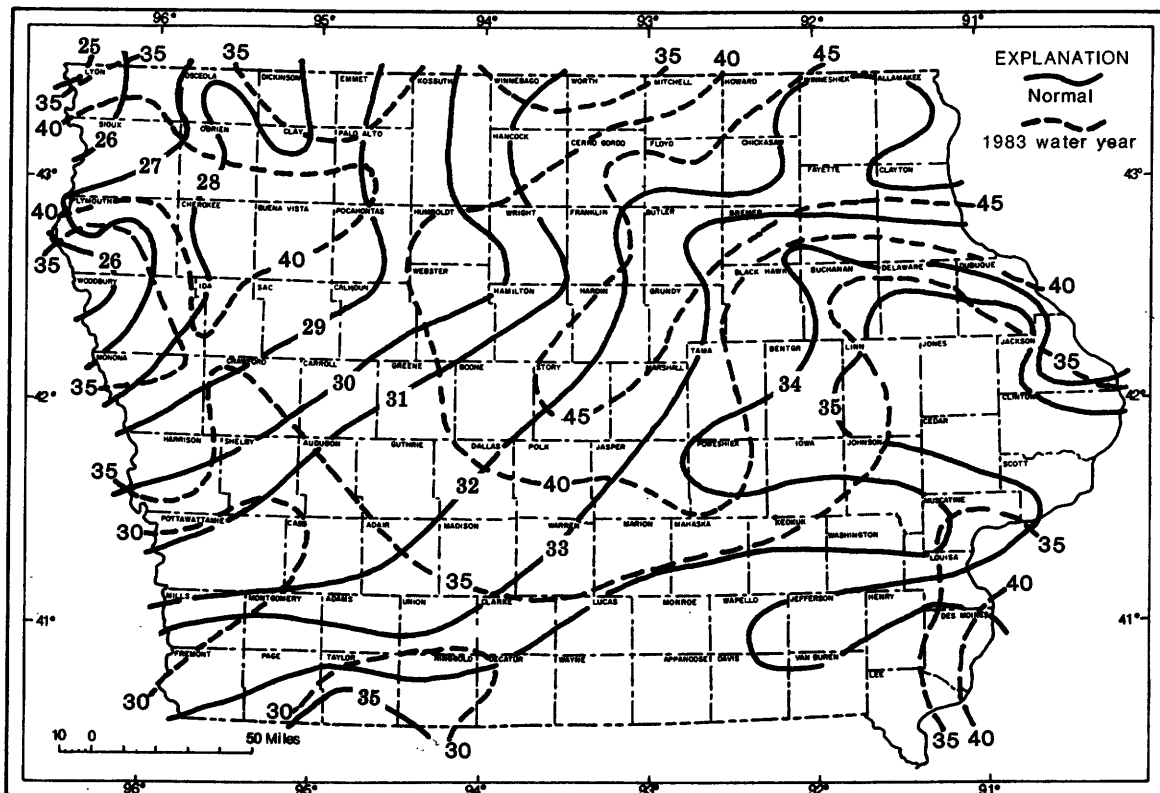 96° 95° 94° 93° 92° 91°
25 35 35 35 40 45
LYON OSCEOLA DICKINSON EMMET KOSSUTH WINNEBAGO WORTH MITCHELL HOWARD WINNESHIEK ALLAMAKEE
EXPLANATION
Normal
1983 water year
35
40 SIOUX O'BRIEN CLAY PALO ALTO HANCOCK CERRO GORDO FLOYD CHICKASAW
26
43° 27 28 FAYETTE CLAYTON 43°
40 PLYMOUTH CHEROKEE BUENA VISTA POCAHONTAS HUMBOLDT WRIGHT FRANKLIN BUTLER BREMER 45
35 26 40 WEBSTER BLACK HAWK BUCHANAN DELAWARE DUBUQUE
WOODBURY IDA SAC CALHOUN HAMILTON HARDIN GRUNDY 40
29
MONONA CRAWFORD CARROLL GREENE BOONE STORY MARSHALL TAMA BENTON LINN JONES JACKSON
35 30 34 35
42° 31 45 35 CLINTON 42°
CEDAR
HARRISON SHELBY AUDUBON GUTHRIE DALLAS POLK JASPER POWESHIEK IOWA JOHNSON
SCOTT
35 32 40
MUSCATINE
30 POTTAWATTAMIE CASS ADAIR MADISON WARREN MARION MAHASKA KEOKUK
WASHINGTON
33 35
LOUISA
35 40
MILLS MONTGOMERY ADAMS UNION CLARKE LUCAS MONROE WAPELLO JEFFERSON HENRY
41° DES MOINES 41°
FREMONT PAGE TAYLOR RINGGOLD DECATUR WAYNE APPANOOSE DAVIS VAN BUREN
LEE
30 30 35
10 0 50 Miles 30 35 40
96° 95° 94° 93° 92° 91°